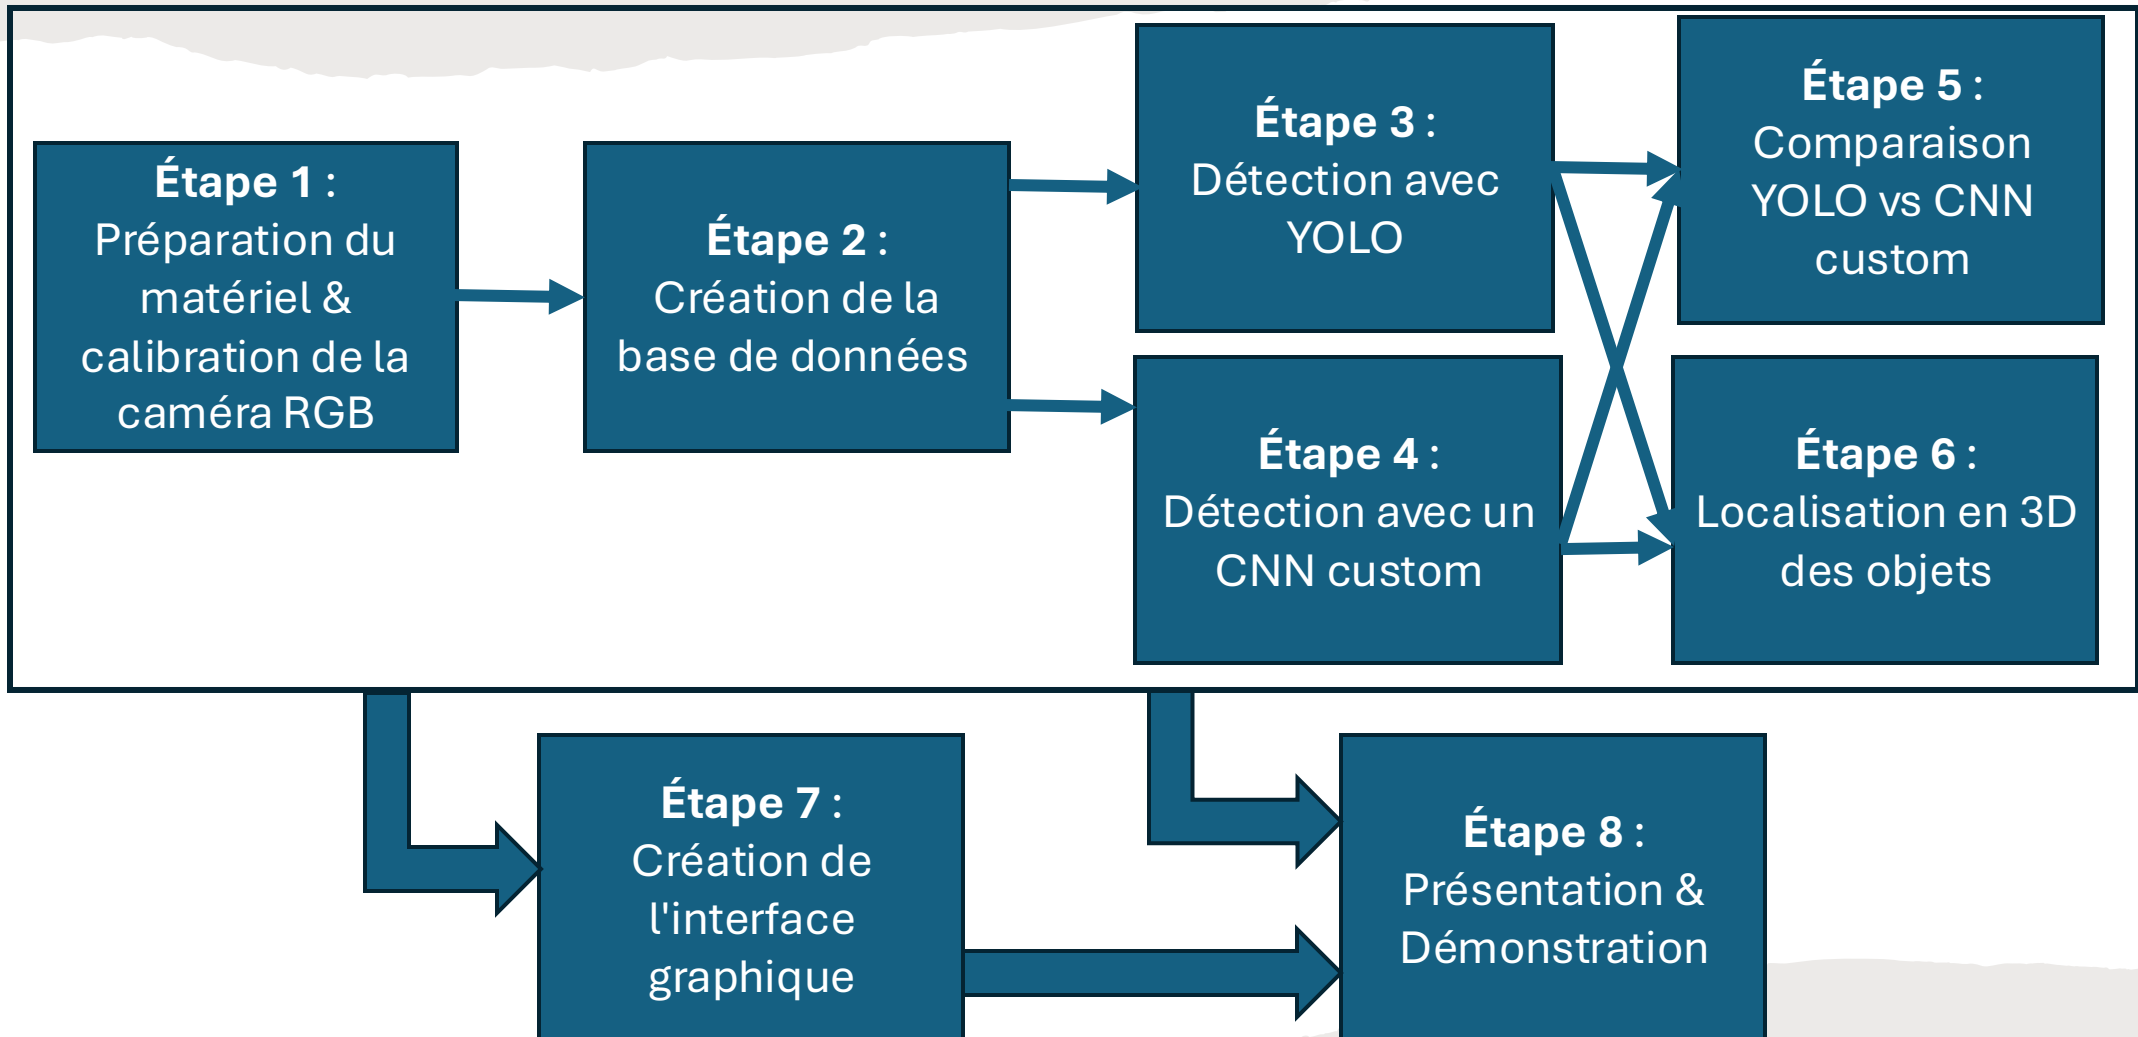 Étape 1 :
Préparation du
matériel &
calibration de la
caméra RGB
Étape 2 :
Création de la
base de données
Étape 3 :
Détection avec
YOLO
Étape 4 :
Détection avec un
CNN custom
Étape 5 :
Comparaison
YOLO vs CNN
custom
Étape 6 :
Localisation en 3D
des objets
Étape 7 :
Création de
l'interface
graphique
Étape 8 :
Présentation &
Démonstration